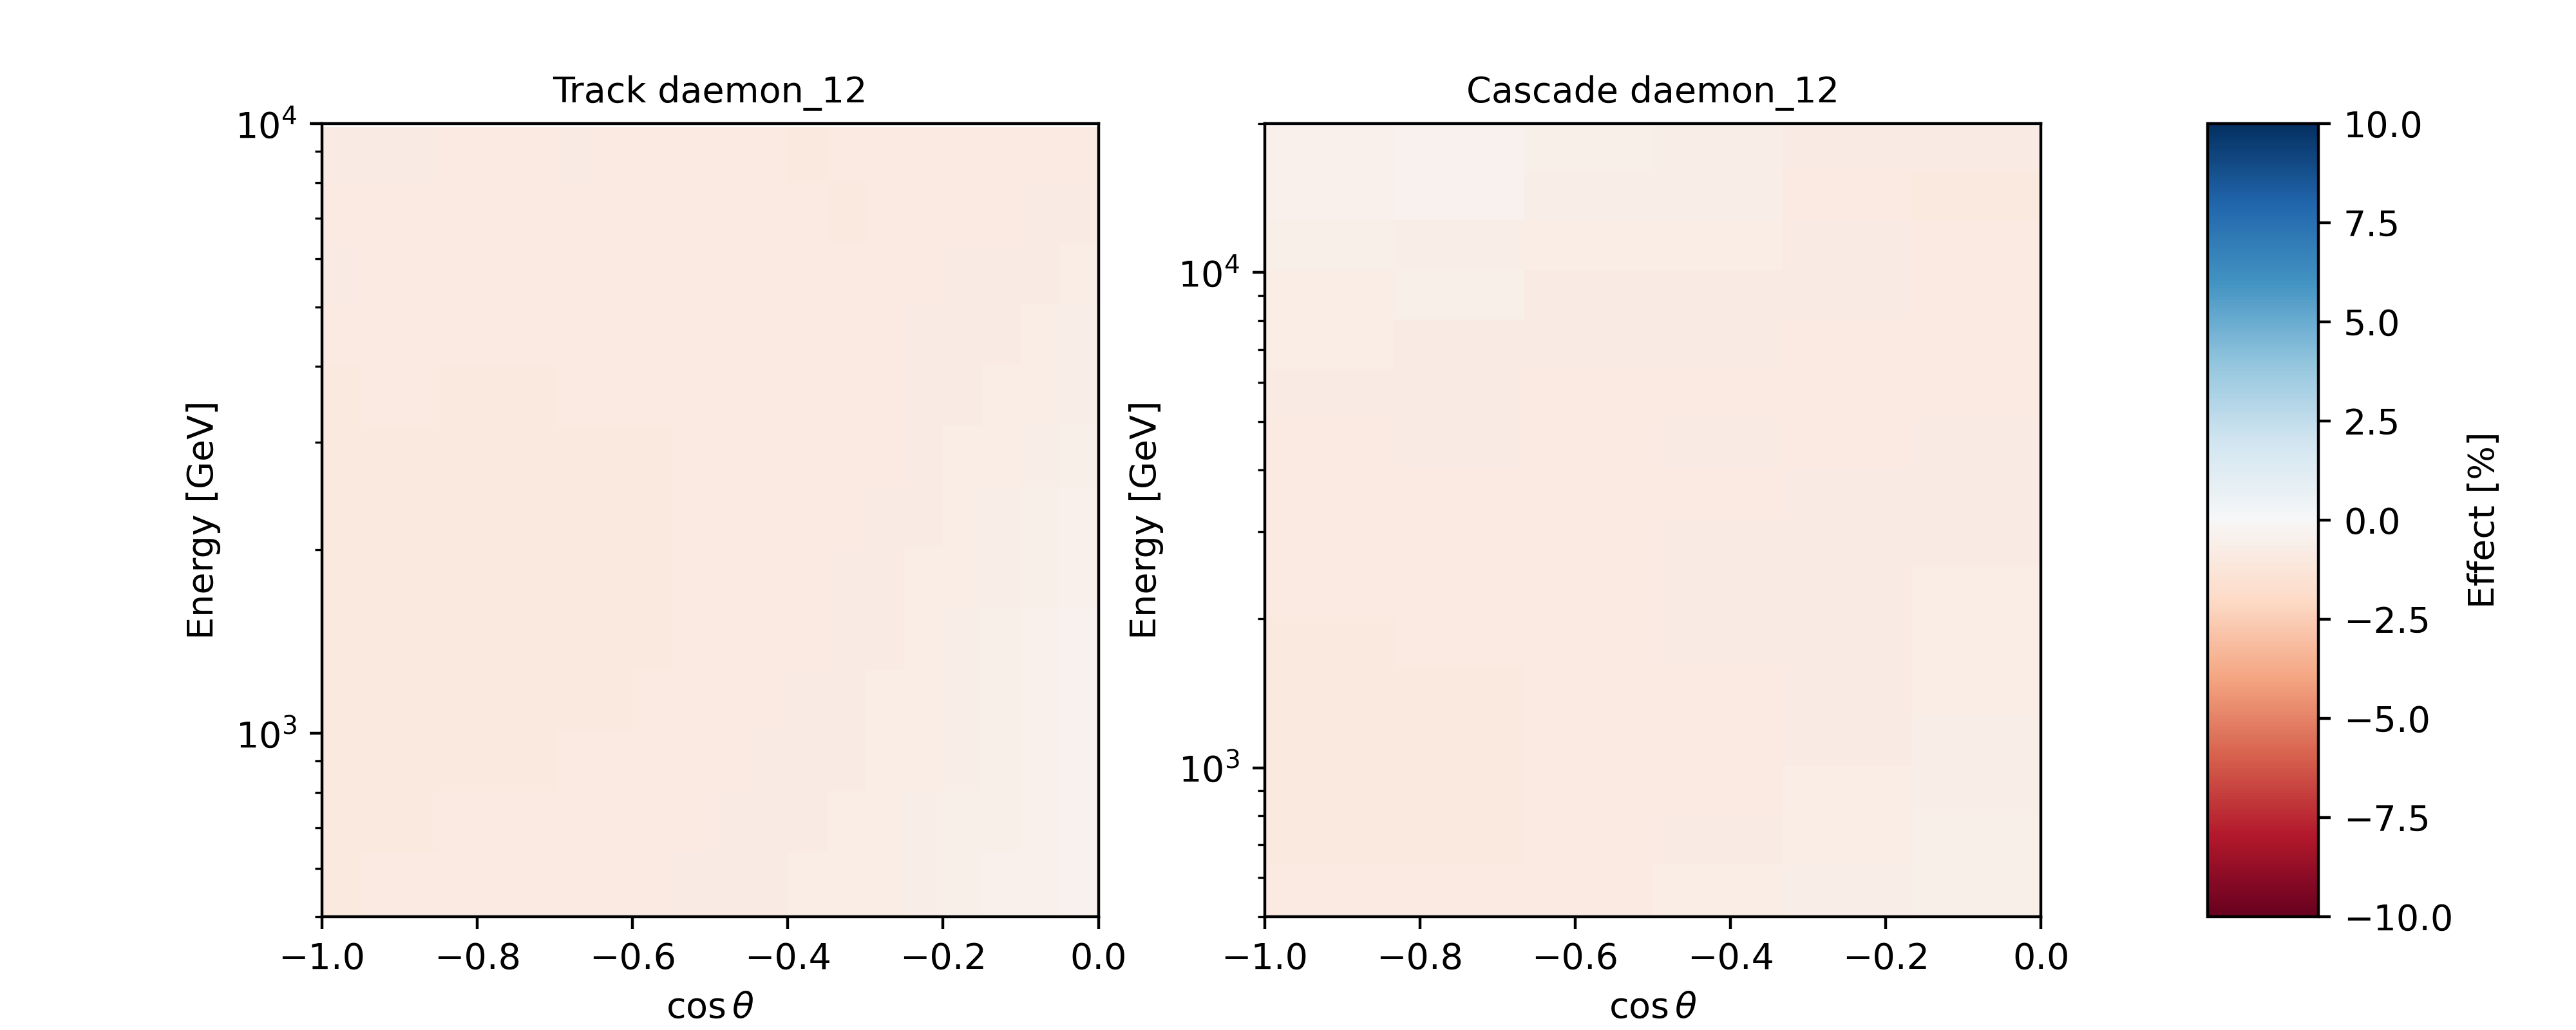 Track daemon_12
Cascade daemon_12
10⁴
10³
Energy [GeV]
−1.0 −0.8 −0.6 −0.4 −0.2 0.0
cos θ
10⁴
10³
Energy [GeV]
−1.0 −0.8 −0.6 −0.4 −0.2 0.0
cos θ
10.0
7.5
5.0
2.5
0.0
−2.5
−5.0
−7.5
−10.0
Effect [%]